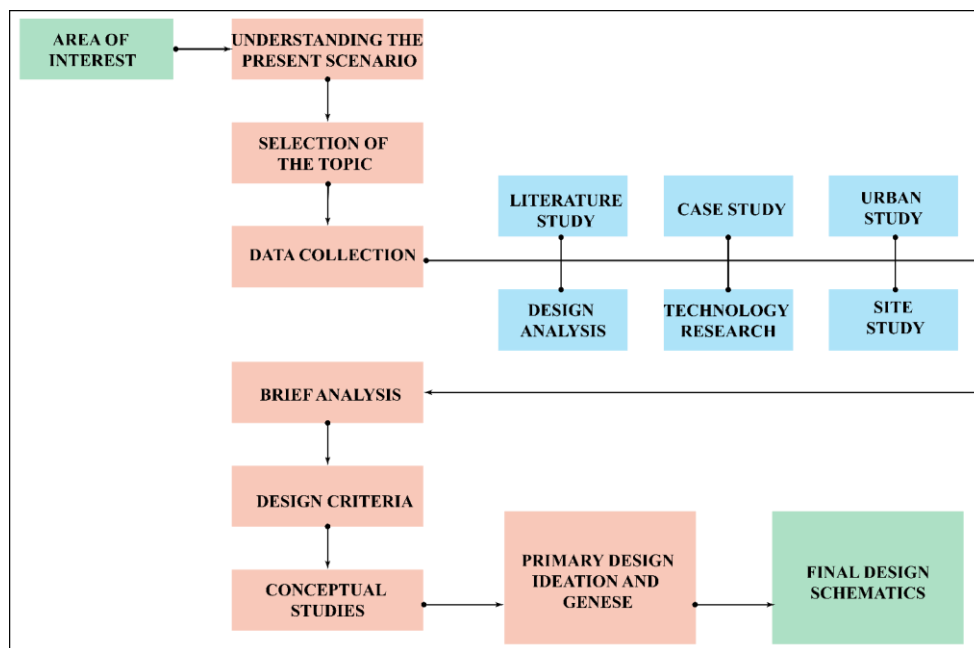 AREA OF
INTEREST
UNDERSTANDING THE
PRESENT SCENARIO
SELECTION OF
THE TOPIC
DATA COLLECTION
LITERATURE
STUDY
CASE STUDY
URBAN
STUDY
DESIGN
ANALYSIS
TECHNOLOGY
RESEARCH
SITE
STUDY
BRIEF ANALYSIS
DESIGN CRITERIA
CONCEPTUAL
STUDIES
PRIMARY DESIGN
IDEATION AND
GENESE
FINAL DESIGN
SCHEMATICS